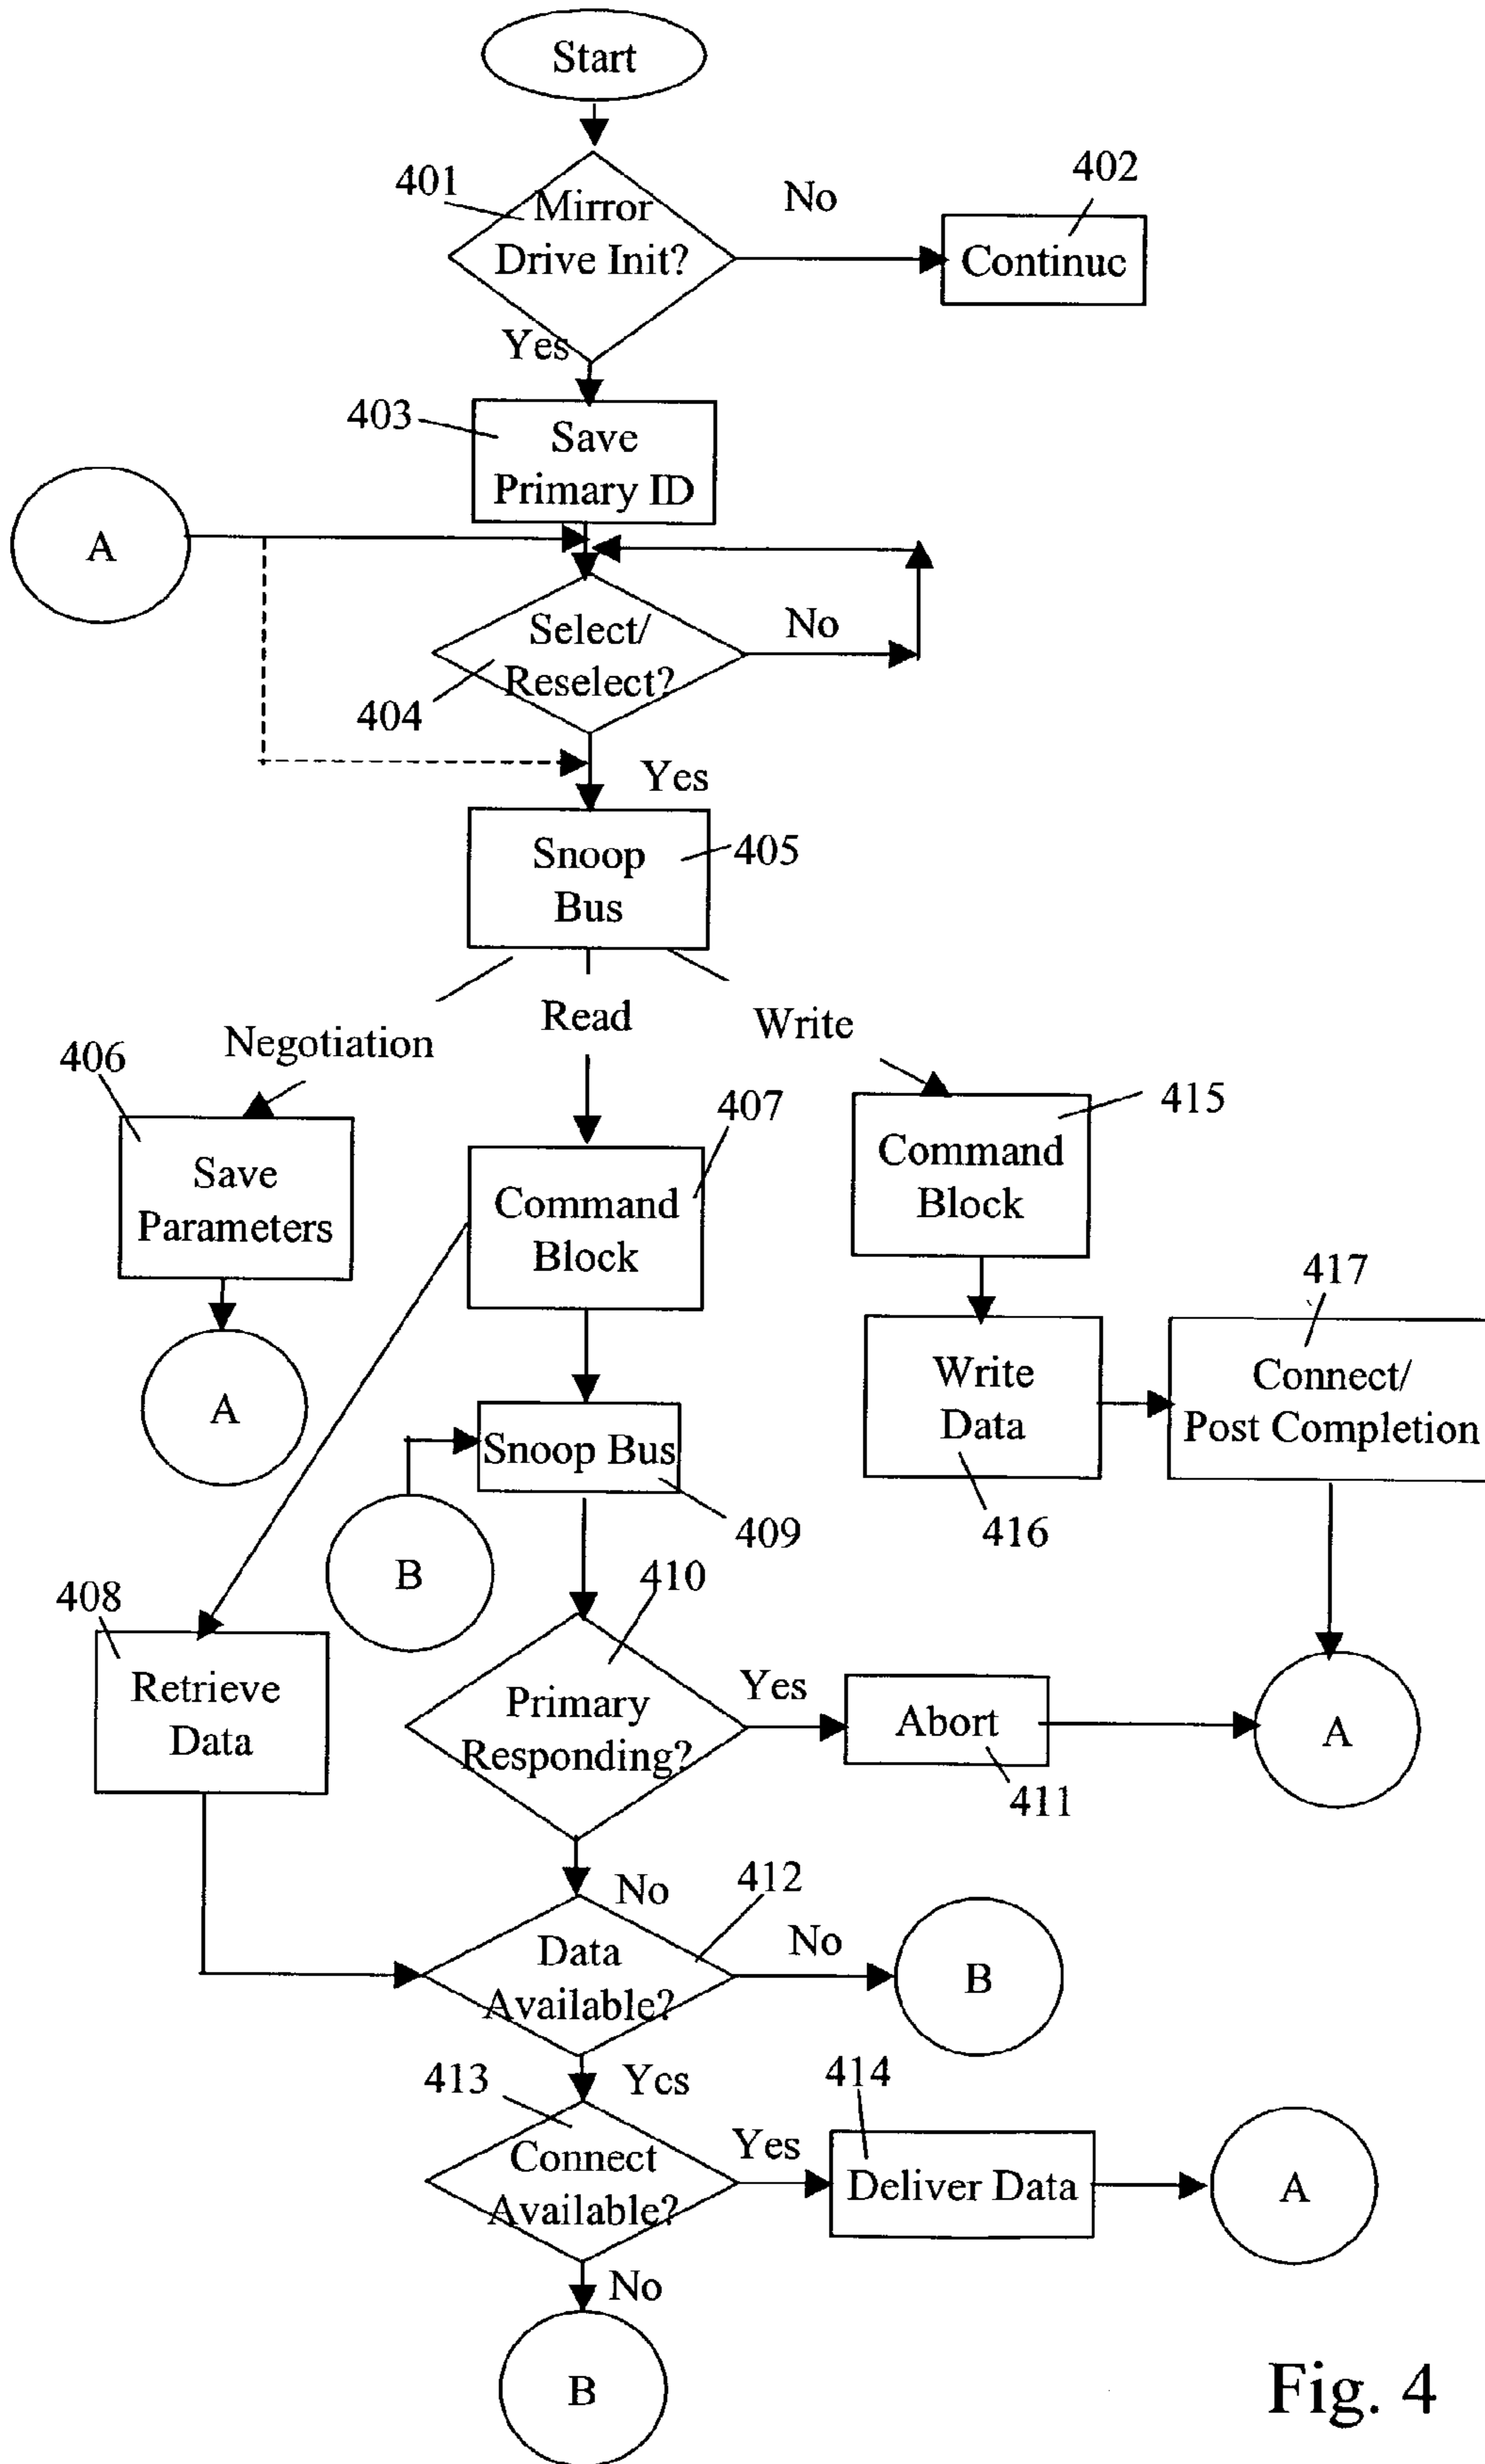 Start
401
Mirror
Drive Init?
No
402
Continue
Yes
403
Save
Primary ID
A
Select/
Reselect?
No
404
Yes
Snoop
Bus
405
Negotiation
Read
Write
406
Save
Parameters
407
Command
Block
415
Command
Block
A
417
Write
Data
Connect/
Post Completion
416
Snoop Bus
409
B
408
Retrieve
Data
410
Primary
Responding?
Yes
Abort
411
A
No
412
Data
Available?
No
B
413
Yes
Connect
Available?
Yes
414
Deliver Data
A
No
B
Fig. 4